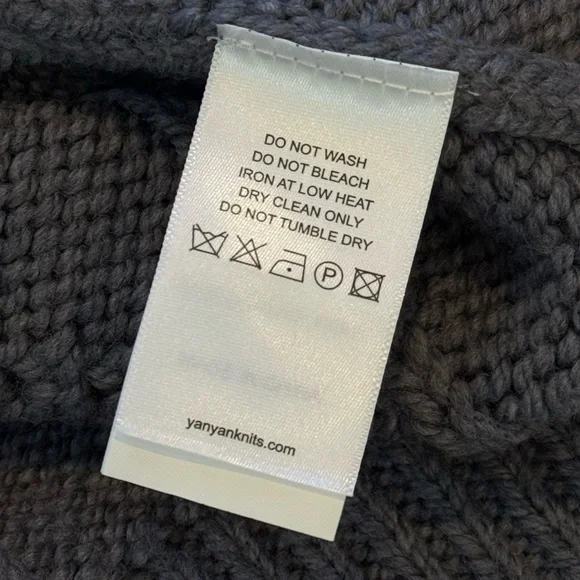 DO NOT WASH
DO NOT BLEACH
IRON AT LOW HEAT
DRY CLEAN ONLY
DO NOT TUMBLE DRY
P
yanyanknits.com